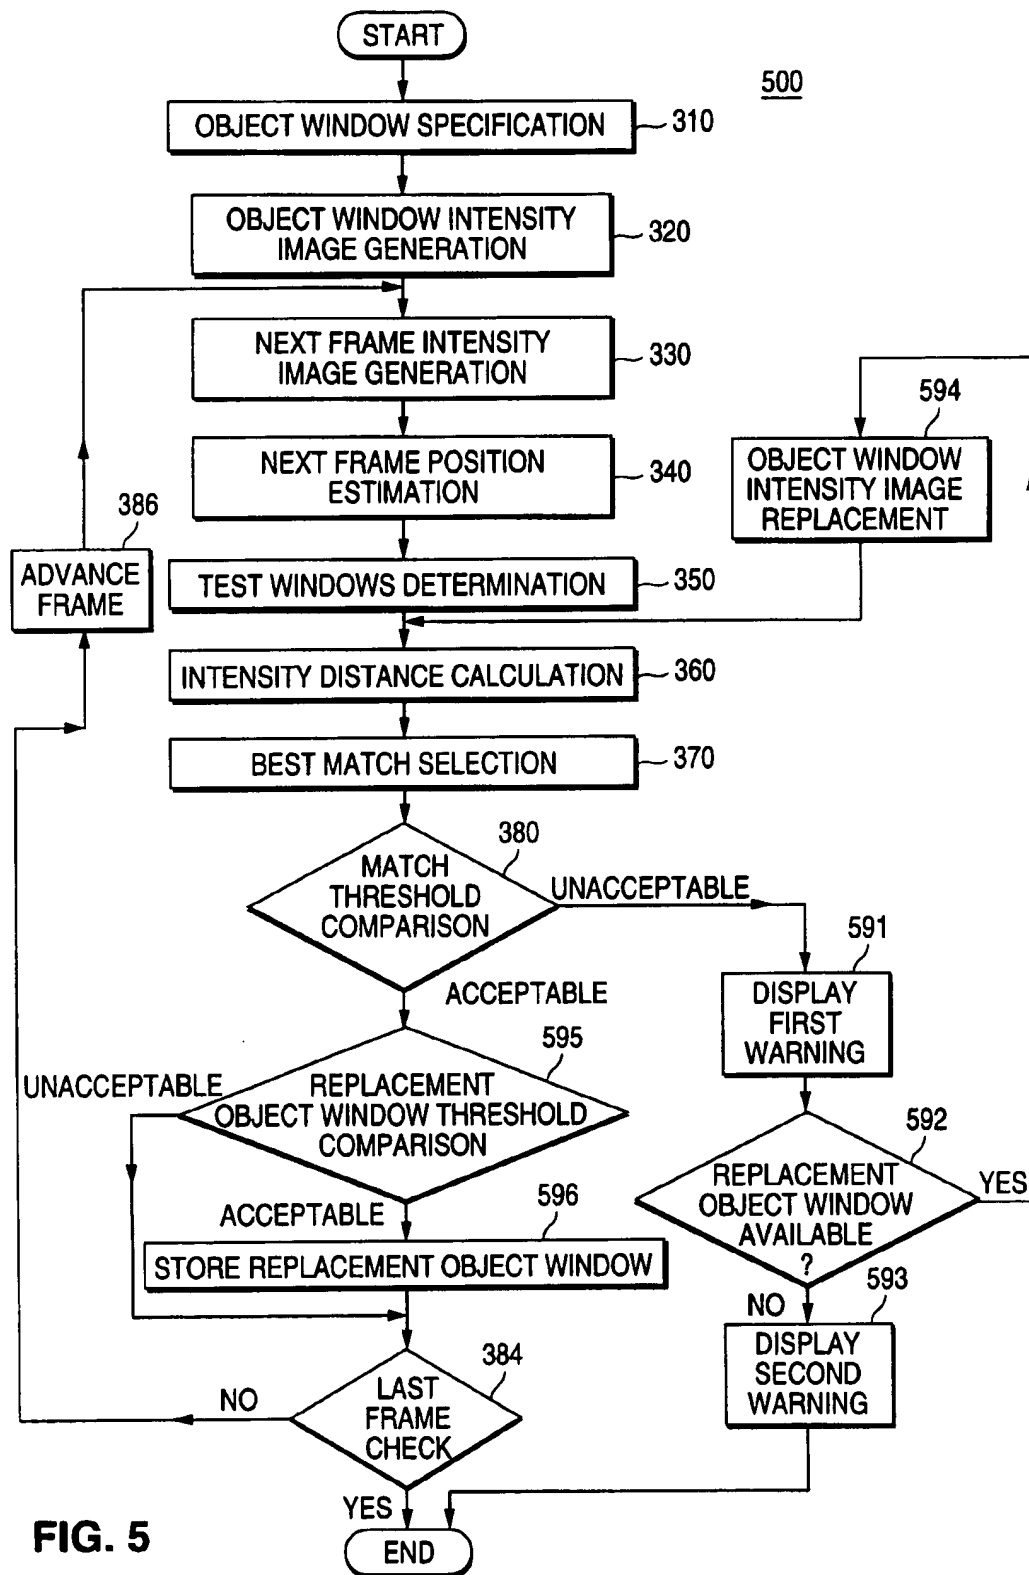 START
500
OBJECT WINDOW SPECIFICATION
310
OBJECT WINDOW INTENSITY
IMAGE GENERATION
320
NEXT FRAME INTENSITY
IMAGE GENERATION
330
594
NEXT FRAME POSITION
ESTIMATION
340
OBJECT WINDOW
INTENSITY IMAGE
REPLACEMENT
386
ADVANCE
FRAME
TEST WINDOWS DETERMINATION
350
INTENSITY DISTANCE CALCULATION
360
BEST MATCH SELECTION
370
380
MATCH
THRESHOLD
COMPARISON
UNACCEPTABLE
591
DISPLAY
FIRST
WARNING
ACCEPTABLE
595
UNACCEPTABLE
REPLACEMENT
OBJECT WINDOW THRESHOLD
COMPARISON
592
REPLACEMENT
OBJECT WINDOW
AVAILABLE
?
YES
ACCEPTABLE
596
STORE REPLACEMENT OBJECT WINDOW
NO
593
DISPLAY
SECOND
WARNING
384
LAST
FRAME
CHECK
NO
YES
END
FIG. 5